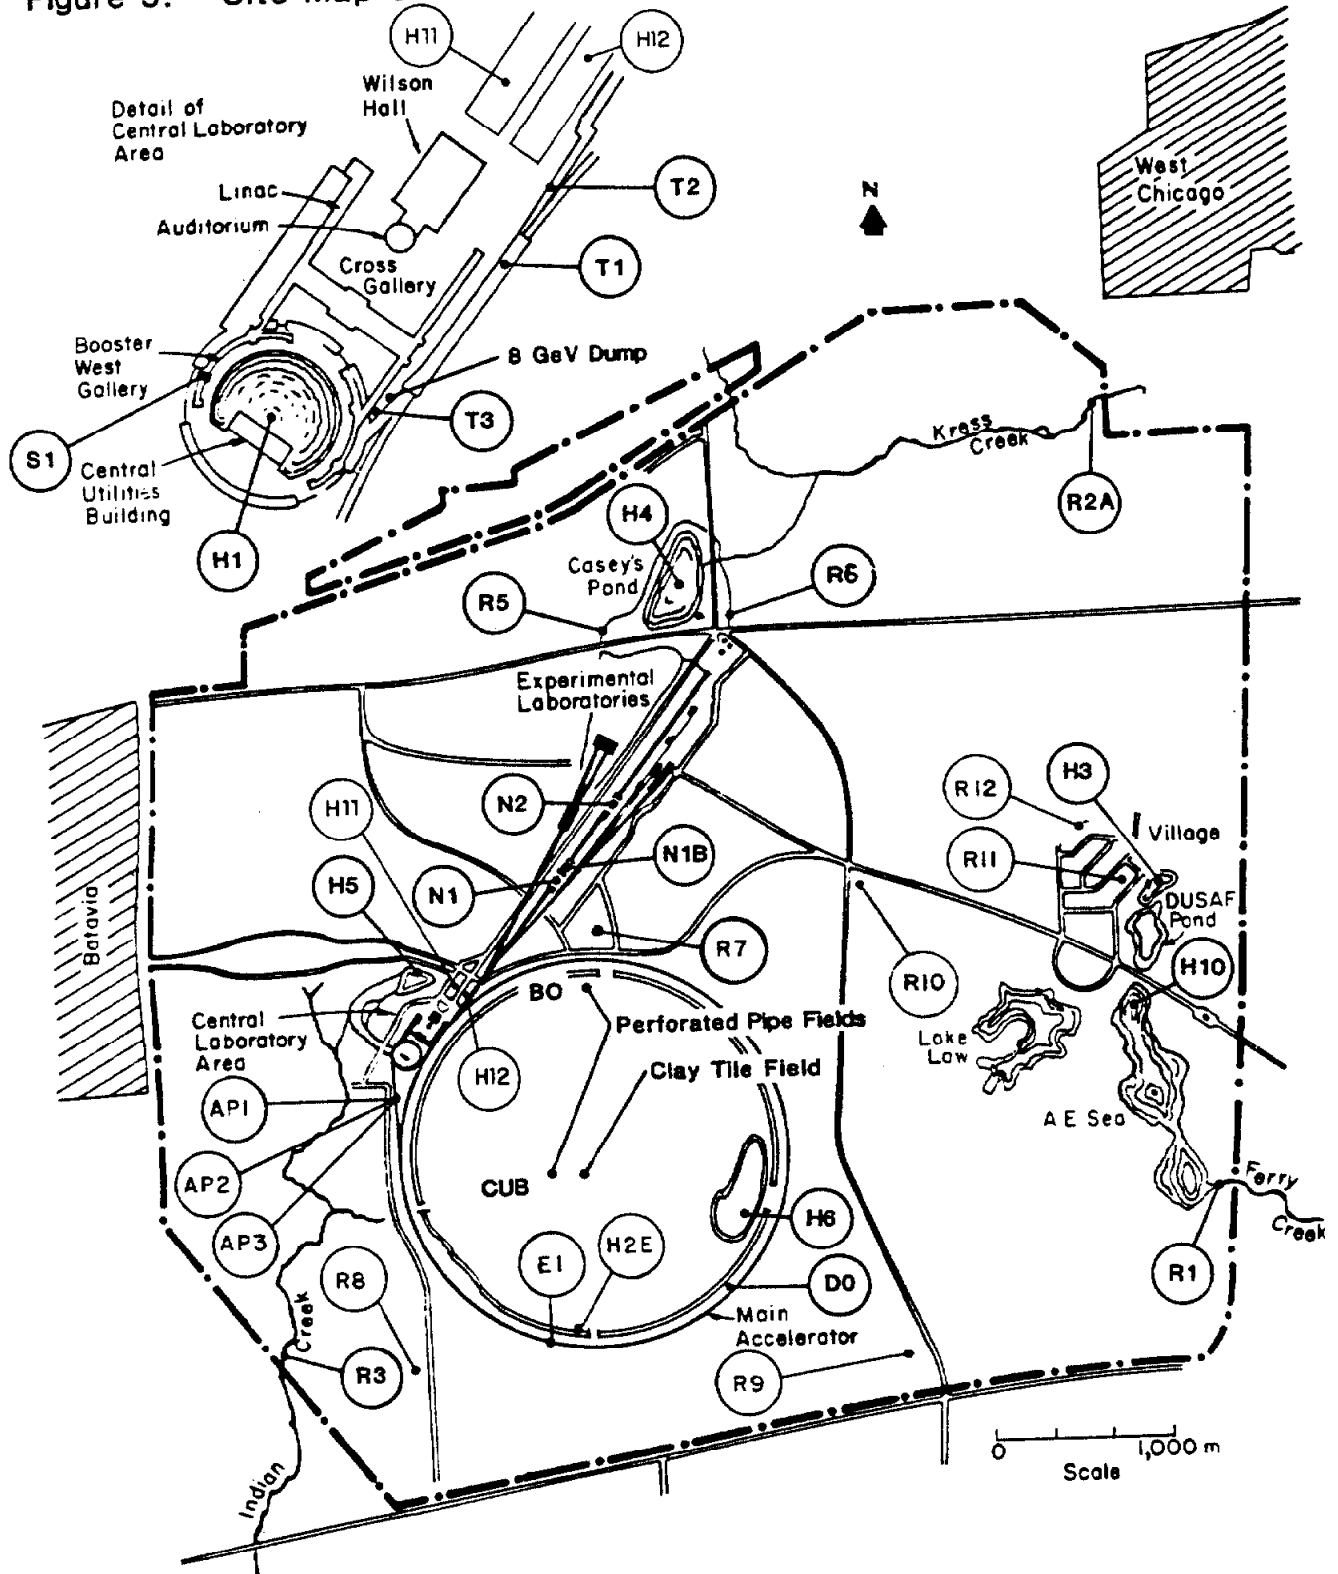 Figure
Site Map
H11
H12
Wilson
Hall
Detail of
Central Laboratory
Area
Linac
Auditorium
Cross
Gallery
T2
T1
N
West
Chicago
Booster
West
Gallery
8 GeV Dump
T3
S1
Central
Utilities
Building
H1
Kress
Creek
R2A
H4
Casey's
Pond
R5
R6
Experimental
Laboratories
N2
H11
H5
N1
N1B
R12
H3
Village
R11
DUSAF
Pond
H10
R7
R10
Batavia
BO
Perforated Pipe Fields
Clay Tile Field
Central
Laboratory
Area
H12
Lake
Law
AP1
A E Sea
AP2
CUB
AP3
H6
Ferry
Creek
E1
H2E
R8
D0
R1
Main
Accelerator
Creek
R3
R9
Indian
0 1,000 m
Scale